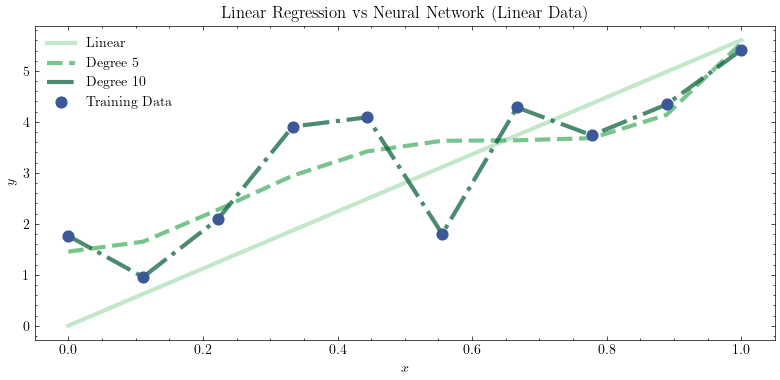 Linear Regression vs Neural Network (Linear Data)
Linear
Degree 5
Degree 10
Training Data
5
4
3
2
1
0
y
0.0 0.2 0.4 0.6 0.8 1.0
x